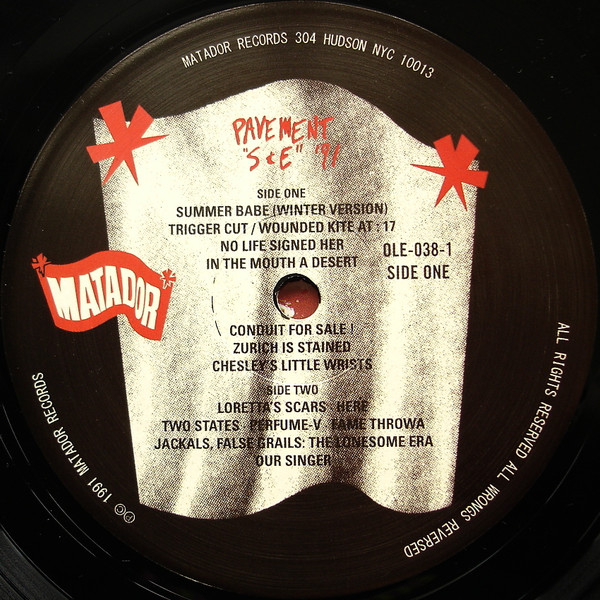 MATADOR RECORDS 304 HUDSON NYC 10013
PAVEMENT
"S & E" '91
SIDE ONE
SUMMER BABE (WINTER VERSION)
TRIGGER CUT / WOUNDED KITE AT : 17
NO LIFE SIGNED HER
IN THE MOUTH A DESERT
OLE-038-1
SIDE ONE
MATADOR
CONDUIT FOR SALE !
ZURICH IS STAINED
CHESLEY'S LITTLE WRISTS
SIDE TWO
LORETTA'S SCARS HERE
TWO STATES PERFUME-V FAME THROWA
JACKALS, FALSE GRAILS: THE LONESOME ERA
OUR SINGER
℗© 1991 MATADOR RECORDS
ALL RIGHTS RESERVED ALL WRONGS REVERSED